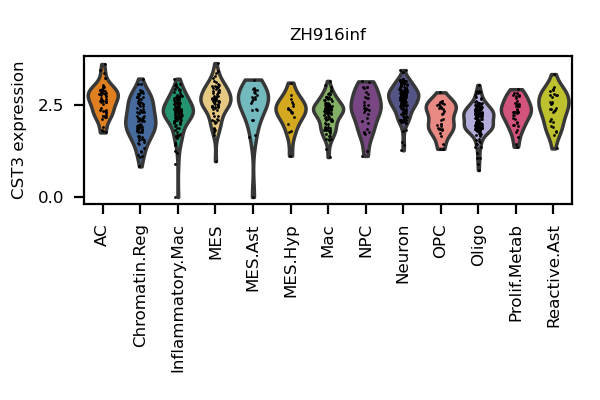 ZH916inf
CST3 expression
2.5
0.0
AC
Chromatin.Reg
Inflammatory.Mac
MES
MES.Ast
MES.Hyp
Mac
NPC
Neuron
OPC
Oligo
Prolif.Metab
Reactive.Ast